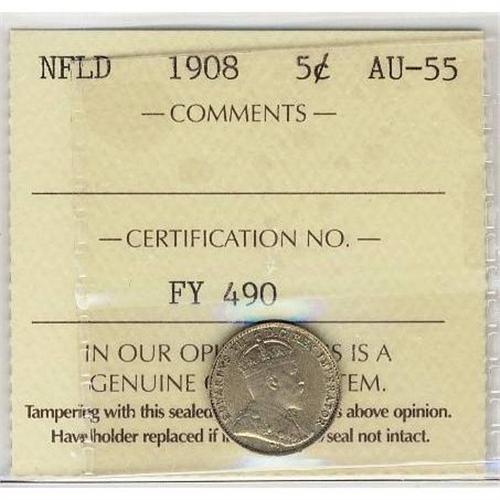 NFLD 1908 5¢ AU-55
— COMMENTS —
— CERTIFICATION NO. —
FY 490
IN OUR IS A
GENUINE
Tampering with this sealed above opinion.
Have holder replaced if seal not intact.